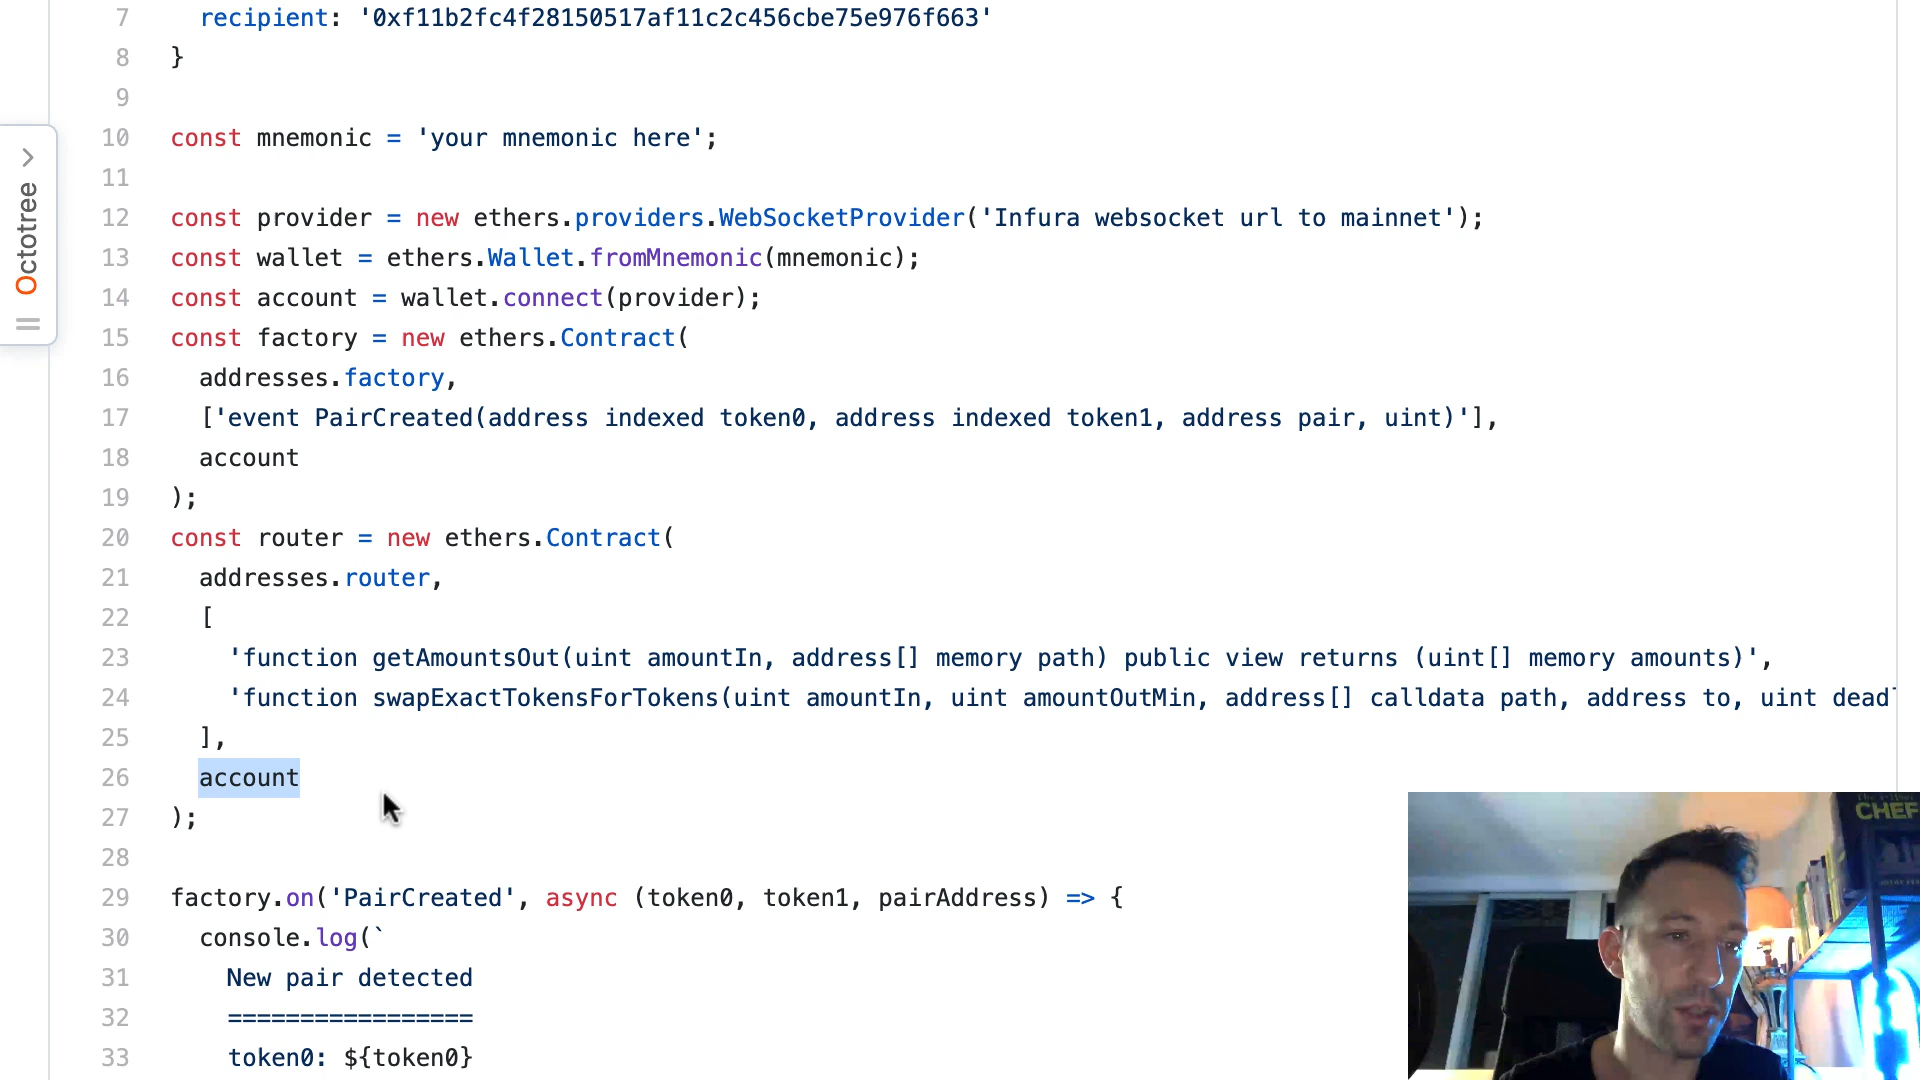 7 recipient: '0xf11b2fc4f28150517af11c2c456cbe75e976f663'
8 }
9
10 const mnemonic = 'your mnemonic here';
11
12 const provider = new ethers.providers.WebSocketProvider('Infura websocket url to mainnet');
13 const wallet = ethers.Wallet.fromMnemonic(mnemonic);
14 const account = wallet.connect(provider);
15 const factory = new ethers.Contract(
16 addresses.factory,
17 ['event PairCreated(address indexed token0, address indexed token1, address pair, uint)'],
18 account
19 );
20 const router = new ethers.Contract(
21 addresses.router,
22 [
23 'function getAmountsOut(uint amountIn, address[] memory path) public view returns (uint[] memory amounts)',
24 'function swapExactTokensForTokens(uint amountIn, uint amountOutMin, address[] calldata path, address to, uint dead
25 ],
26 account
27 );
28
29 factory.on('PairCreated', async (token0, token1, pairAddress) => {
30 console.log(`
31 New pair detected
32 =================
33 token0: ${token0}
Octotree
CHEF